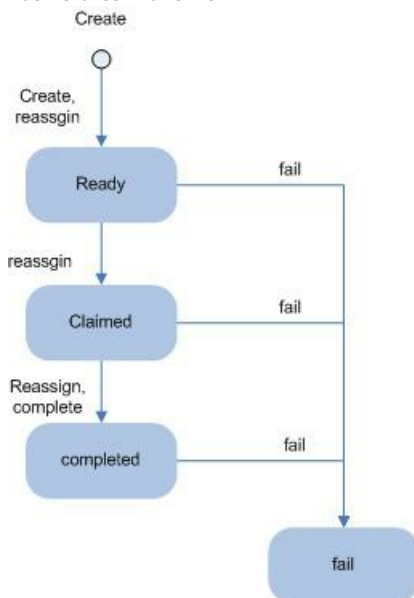 Create
Create,
reassgin
Ready
fail
reassgin
Claimed
fail
Reassign,
complete
completed
fail
fail